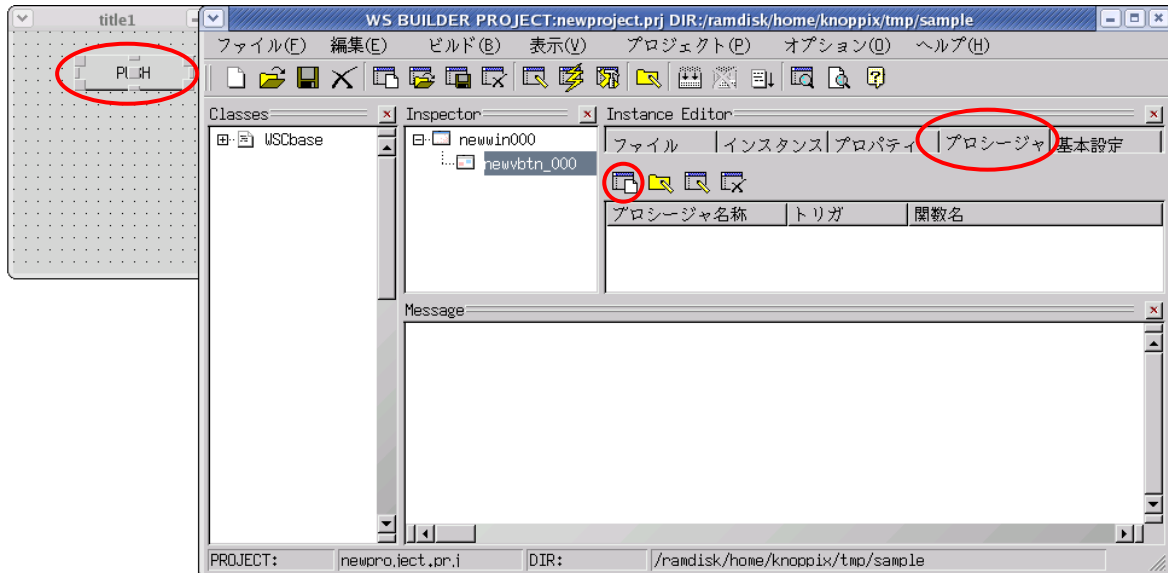 title1
PUSH
WS BUILDER PROJECT:newproject.prj DIR:/ramdisk/home/knoppix/tmp/sample
ファイル(F) 編集(E) ビルド(B) 表示(V) プロジェクト(P) オプション(O) ヘルプ(H)
Classes
WSCbase
Inspector
newwin000
newvbtn_000
Instance Editor
ファイル インスタンス プロパティ プロシージャ 基本設定
プロシージャ名称 トリガ 関数名
Message
PROJECT: newproject.prj DIR: /ramdisk/home/knoppix/tmp/sample